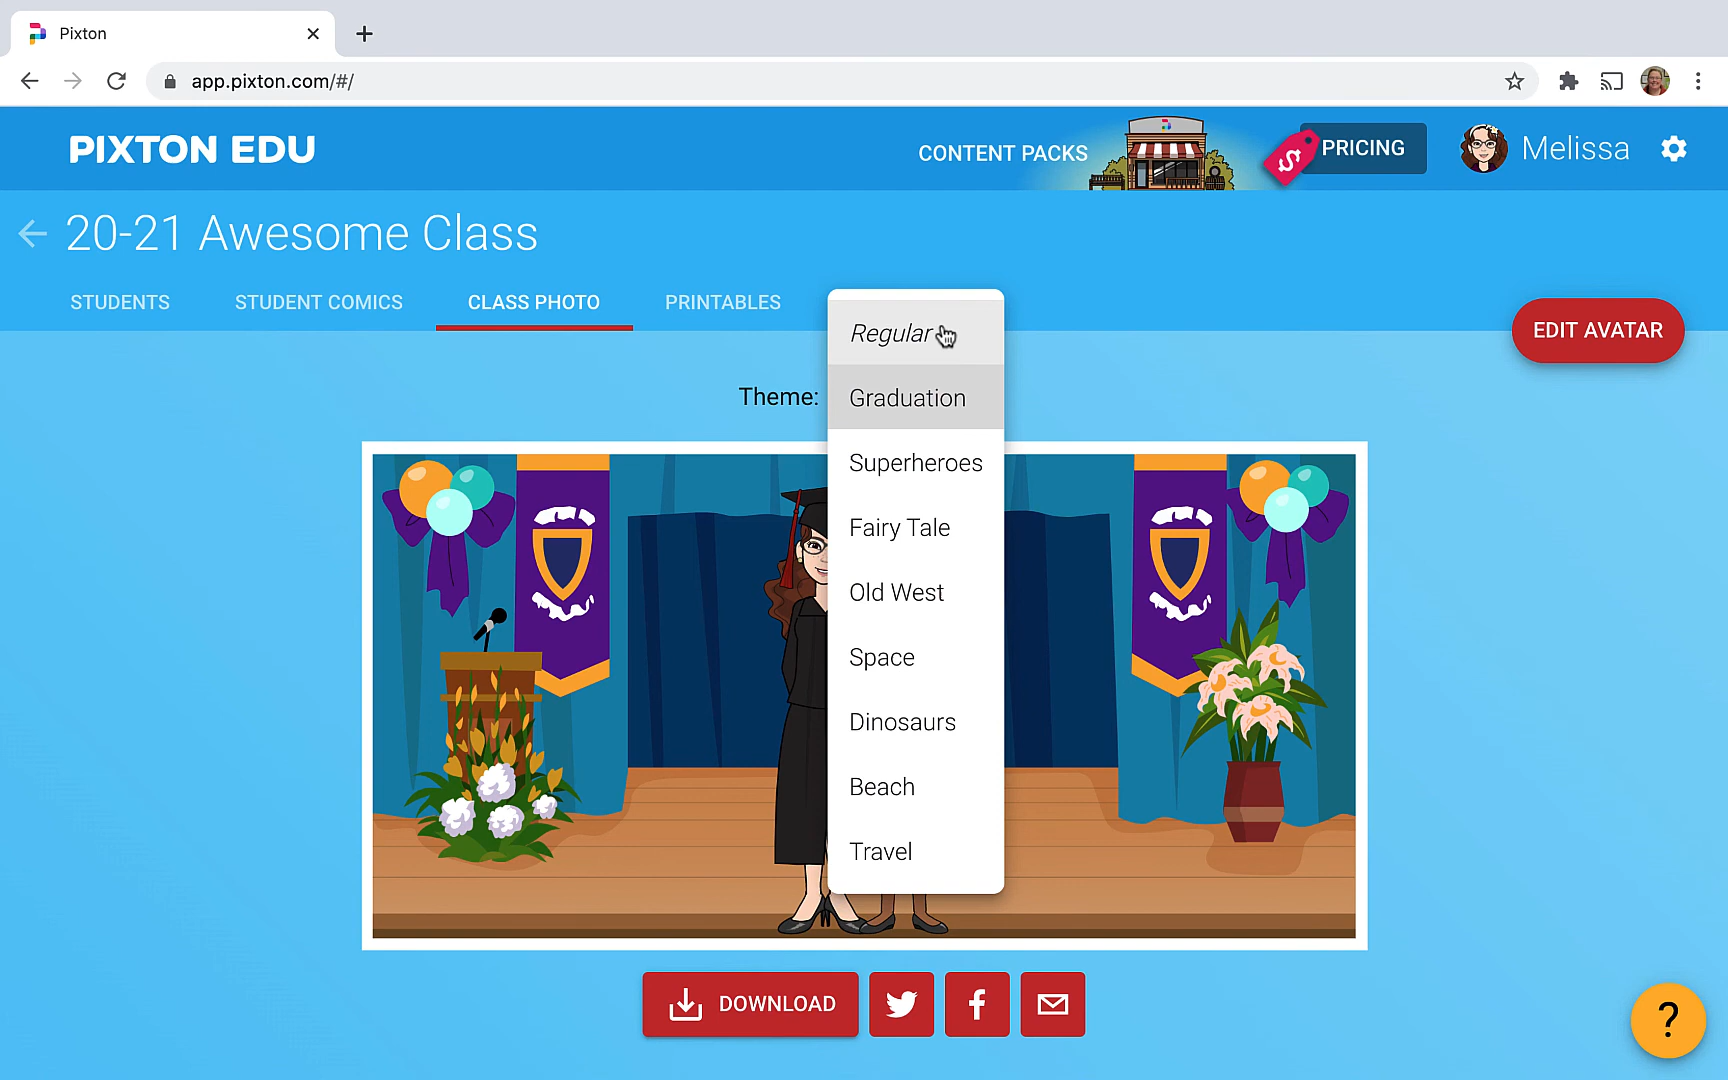 Pixton
app.pixton.com/#/
PIXTON EDU
CONTENT PACKS
$
PRICING
Melissa
20-21 Awesome Class
STUDENTS
STUDENT COMICS
CLASS PHOTO
PRINTABLES
EDIT AVATAR
Theme:
Regular
Graduation
Superheroes
Fairy Tale
Old West
Space
Dinosaurs
Beach
Travel
DOWNLOAD
?